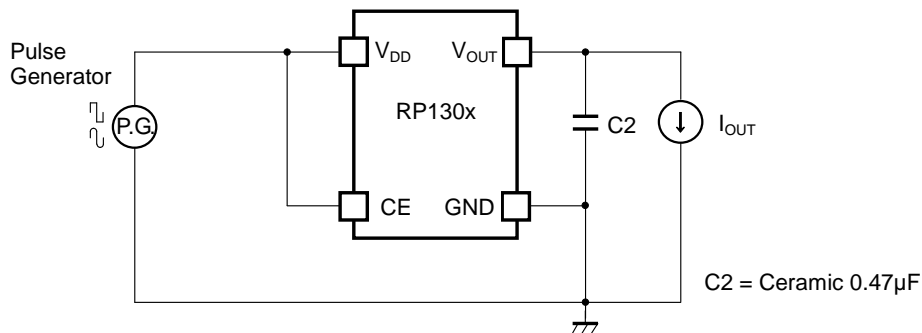 Pulse
Generator
P.G.
VDD
VOUT
RP130x
C2
IOUT
CE
GND
C2 = Ceramic 0.47µF